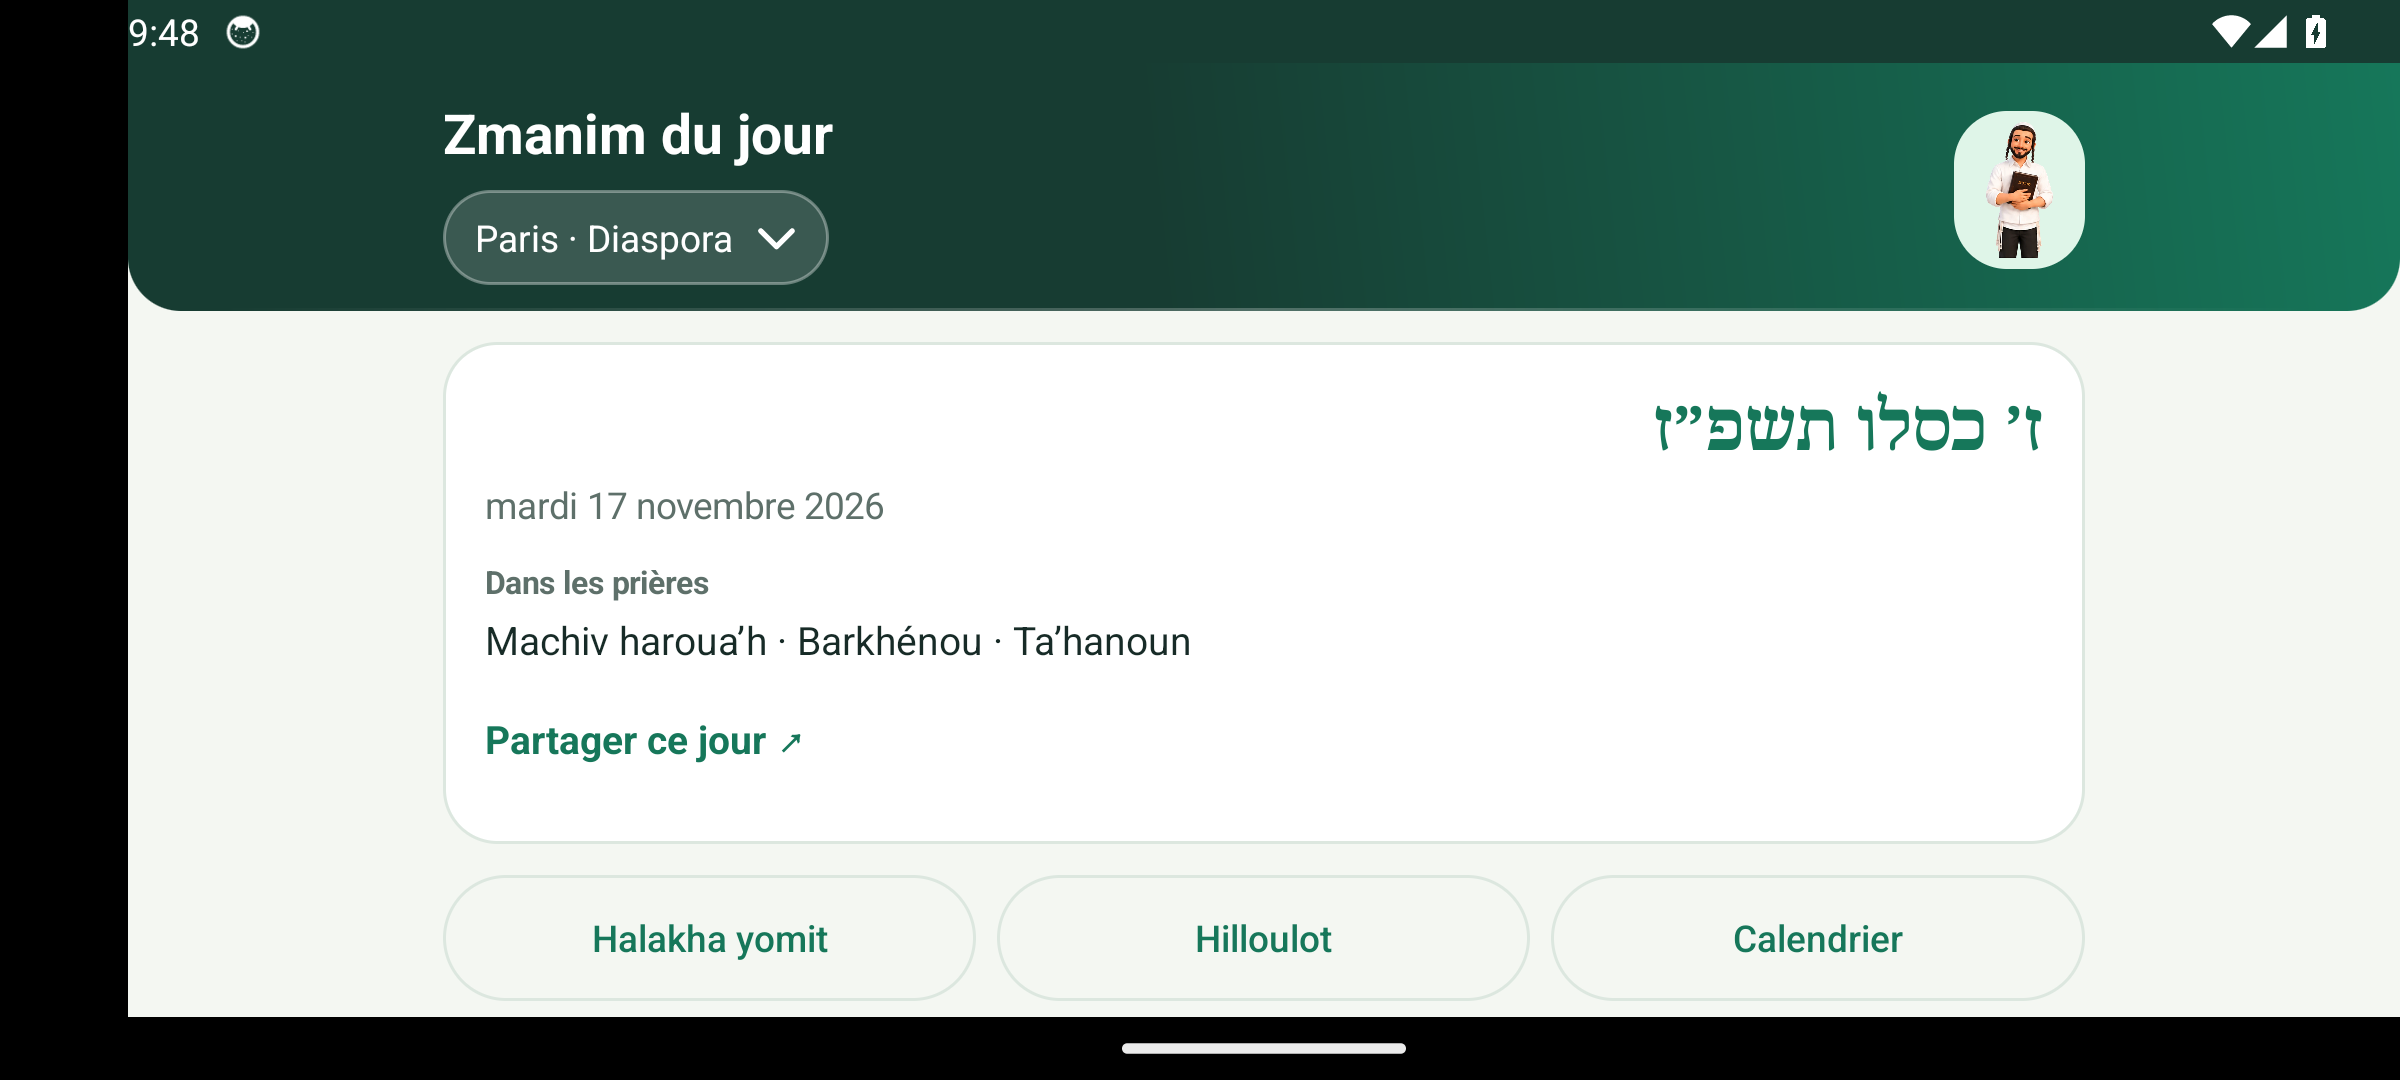 9:48
Zmanim du jour
Paris · Diaspora
ז׳ כסלו תשפ״ז
mardi 17 novembre 2026
Dans les prières
Machiv haroua’h · Barkhénou · Ta’hanoun
Partager ce jour ↗
Halakha yomit
Hilloulot
Calendrier